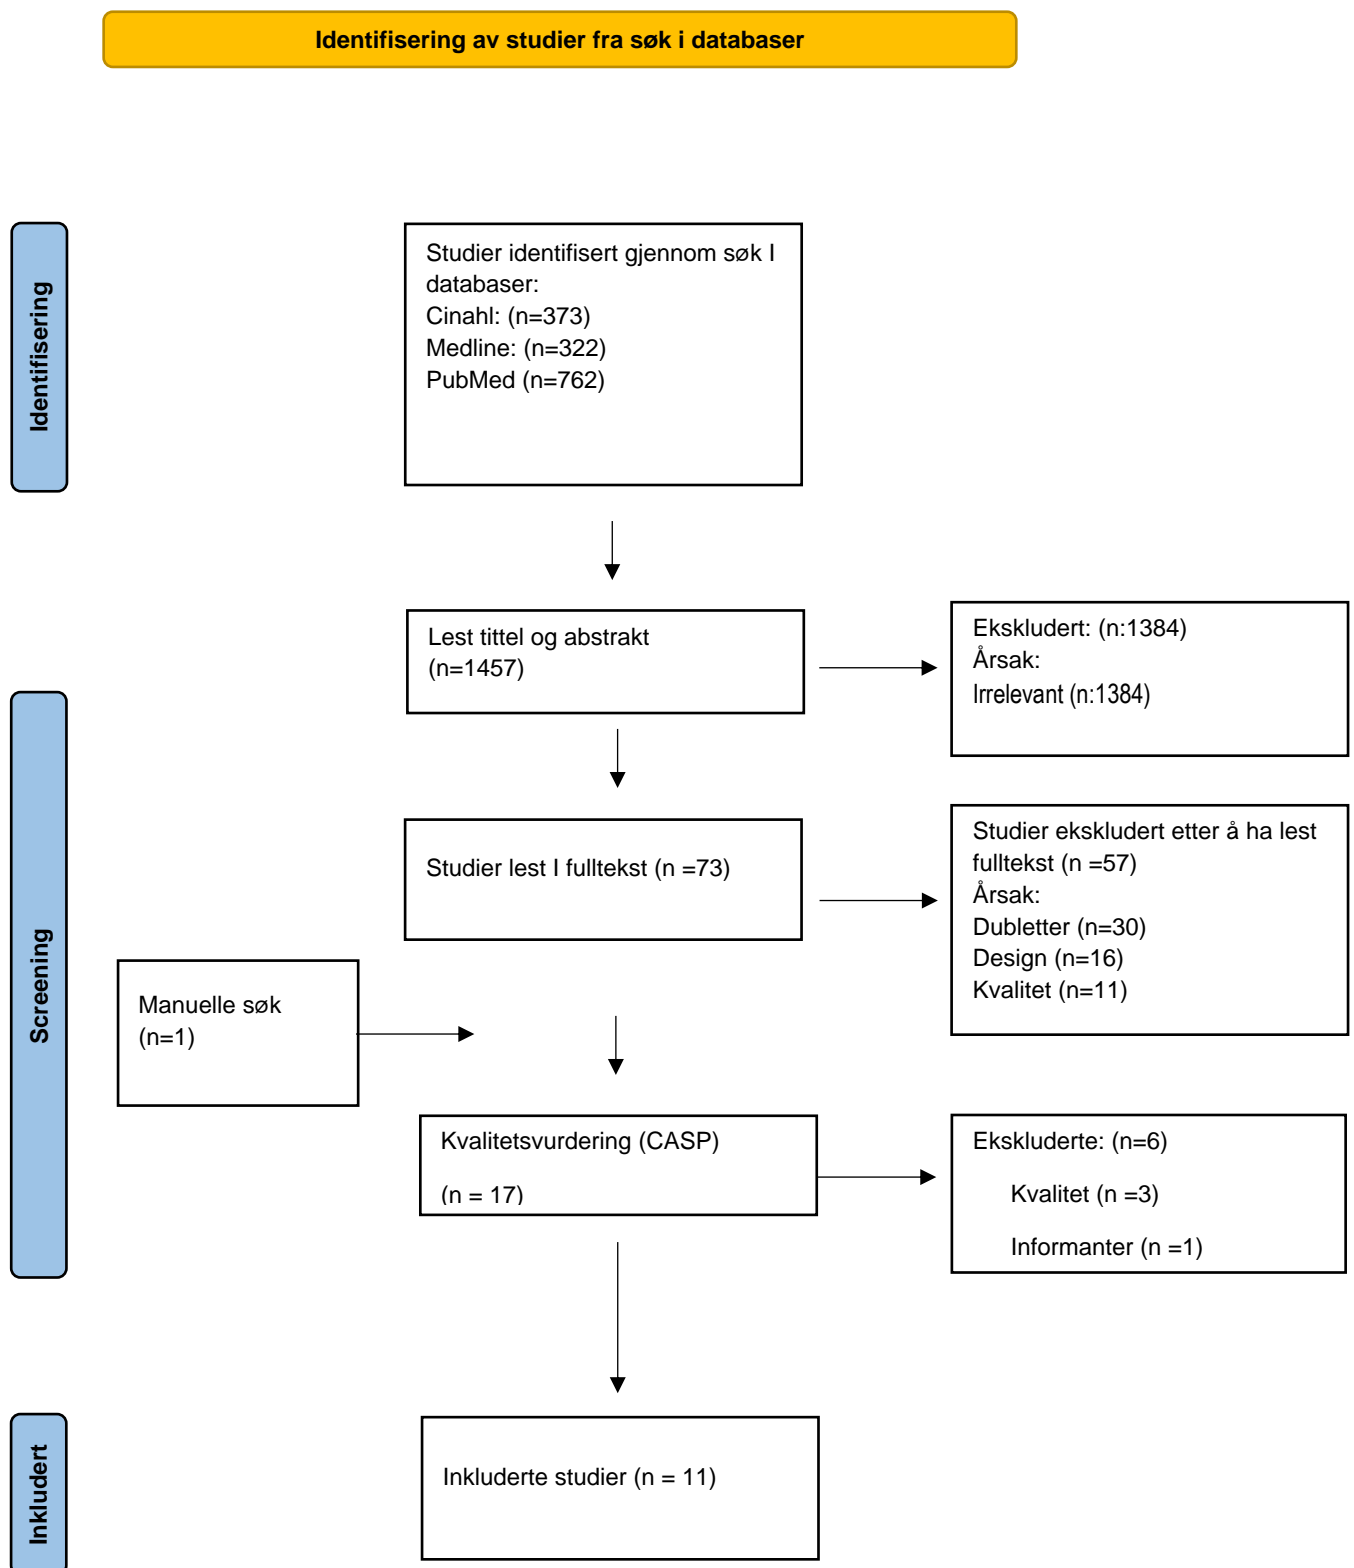 Identifisering av studier fra søk i databaser
Identifisering
Studier identifisert gjennom søk I
databaser:
Cinahl: (n=373)
Medline: (n=322)
PubMed (n=762)
Lest tittel og abstrakt
(n=1457)
Ekskludert: (n:1384)
Årsak:
Irrelevant (n:1384)
Screening
Studier lest I fulltekst (n =73)
Studier ekskludert etter å ha lest
fulltekst (n =57)
Årsak:
Dubletter (n=30)
Design (n=16)
Kvalitet (n=11)
Manuelle søk
(n=1)
Kvalitetsvurdering (CASP)
(n = 17)
Ekskluderte: (n=6)
Kvalitet (n =3)
Informanter (n =1)
Inkludert
Inkluderte studier (n = 11)